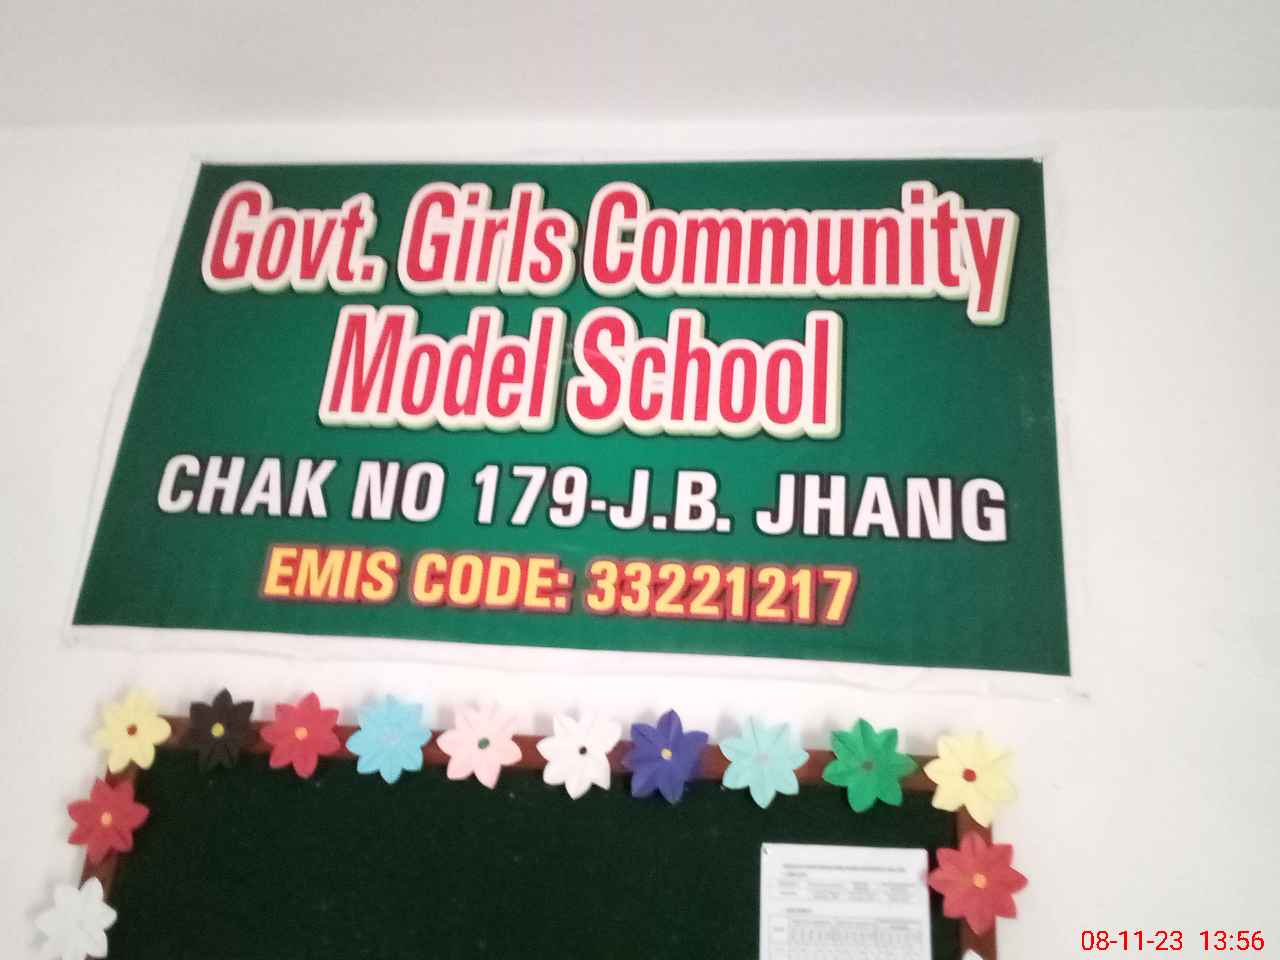 Govt. Girls Community
Model School
CHAK NO 179-J.B. JHANG
EMIS CODE: 33221217
08-11-23 13:56